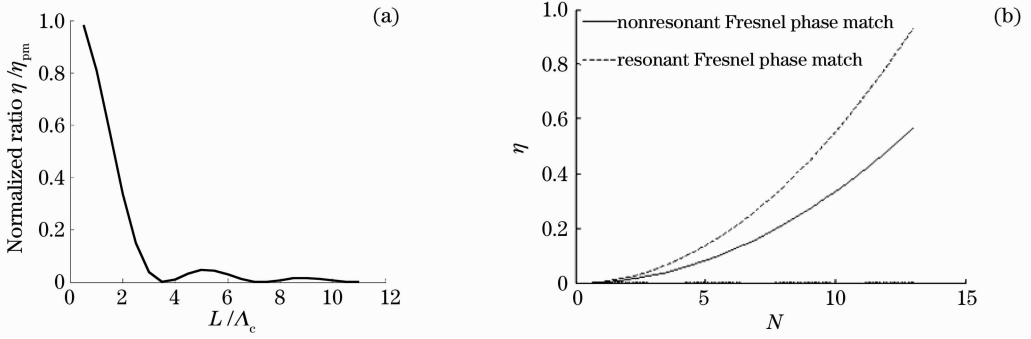 (a)
1.0
0.8
0.6
0.4
0.2
0
Normalized ratio η/ηpm
0 2 4 6 8 10 12
L/Λc
(b)
1.0
0.8
0.6
0.4
0.2
0
η
nonresonant Fresnel phase match
resonant Fresnel phase match
0 5 10 15
N